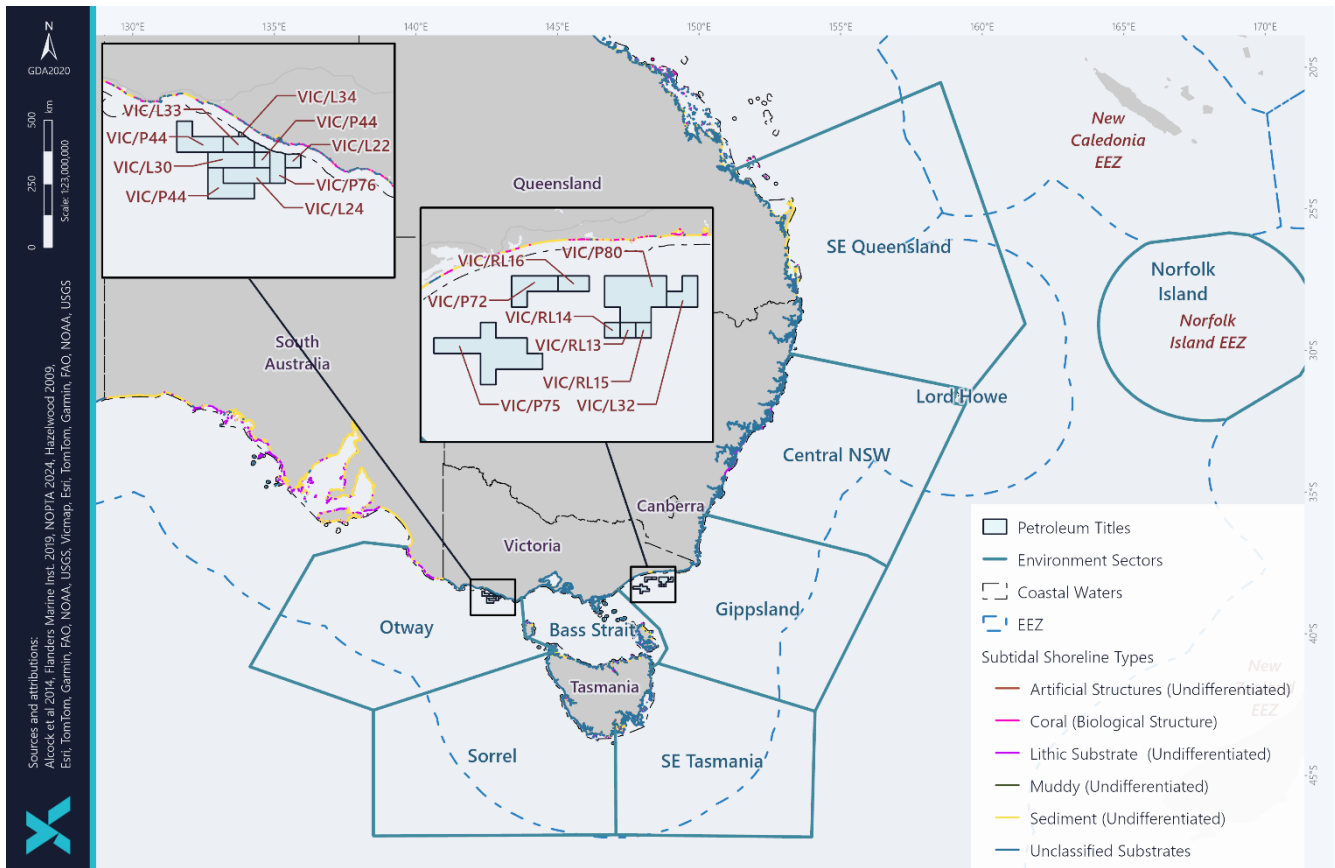 N
GDA2020
500
km
250
0
Scale: 1:23,000,000
Sources and attributions:
Alcock et al 2014, Flanders Marine Inst. 2019, NOPTA 2024, Hazelwood 2009,
Esri, TomTom, Garmin, FAO, NOAA, USGS, Vicmap, Esri, TomTom, Garmin, FAO, NOAA, USGS
130°E
135°E
140°E
145°E
150°E
155°E
160°E
165°E
170°E
20°S
25°S
30°S
35°S
40°S
45°S
VIC/L34
VIC/L33
VIC/P44
VIC/P44
VIC/L22
VIC/L30
VIC/P76
VIC/P44
VIC/L24
VIC/RL16
VIC/P80
VIC/P72
VIC/RL14
VIC/RL13
VIC/RL15
VIC/P75
VIC/L32
Queensland
South
Australia
Canberra
Victoria
Tasmania
New
Caledonia
EEZ
SE Queensland
Norfolk
Island
Norfolk
Island EEZ
Lord Howe
Central NSW
Gippsland
Otway
Bass Strait
Sorrel
SE Tasmania
New
EEZ
Petroleum Titles
Environment Sectors
Coastal Waters
EEZ
Subtidal Shoreline Types
Artificial Structures (Undifferentiated)
Coral (Biological Structure)
Lithic Substrate (Undifferentiated)
Muddy (Undifferentiated)
Sediment (Undifferentiated)
Unclassified Substrates